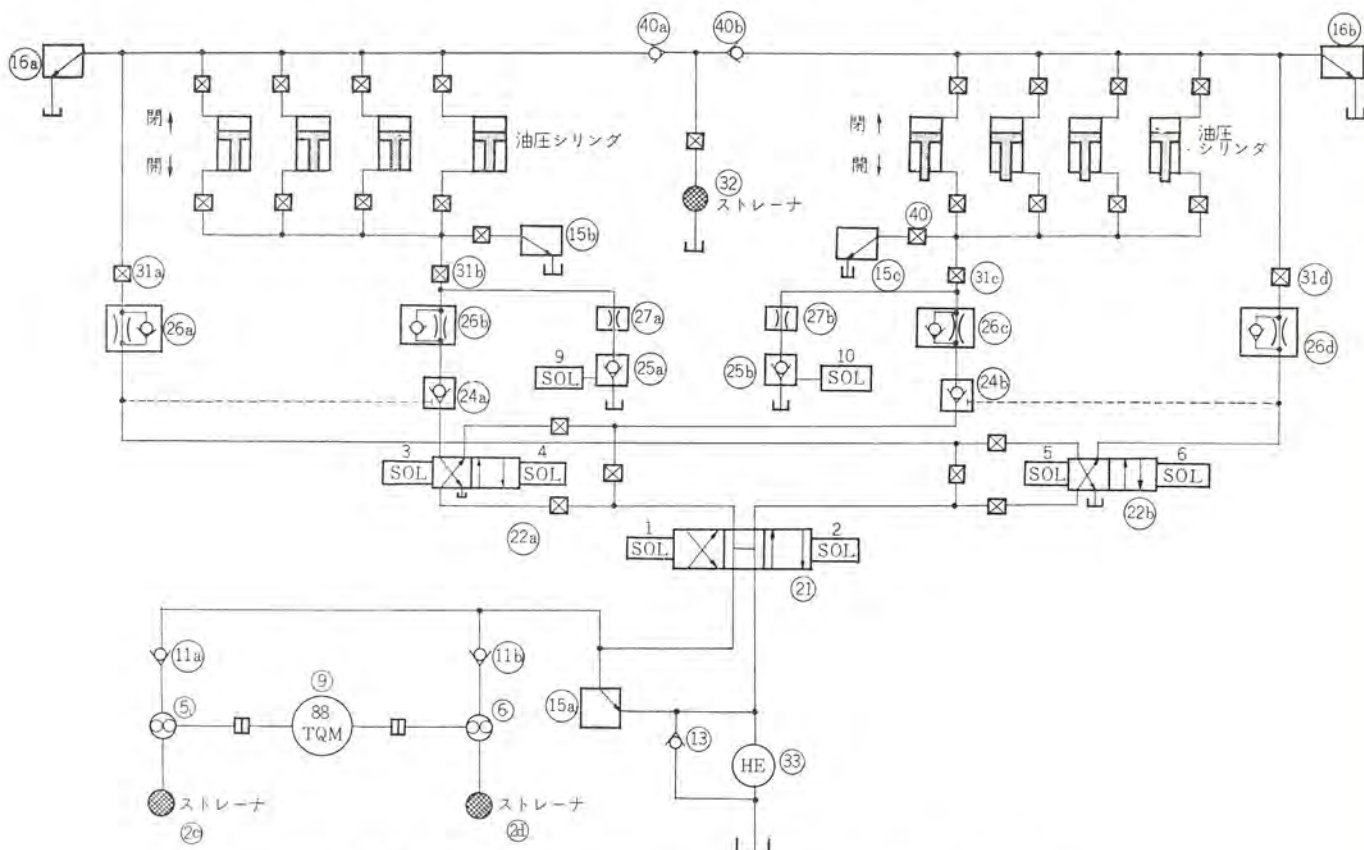 40a 40b
16a 16b
閉 閉
開 開
油圧シリンダ 油圧
シリンダ
32
ストレーナ
40
15b 15c
31a 31b 31c 31d
26a 26b 27a 27b 26c 26d
9 10
SOL 25a 25b SOL
24a 24b
3 4 5 6
SOL SOL SOL SOL
22a 22b
1 2
SOL SOL
21
11a 11b
9
5 88 6 15a
TQM
13
HE 33
ストレーナ ストレーナ
2c 2d